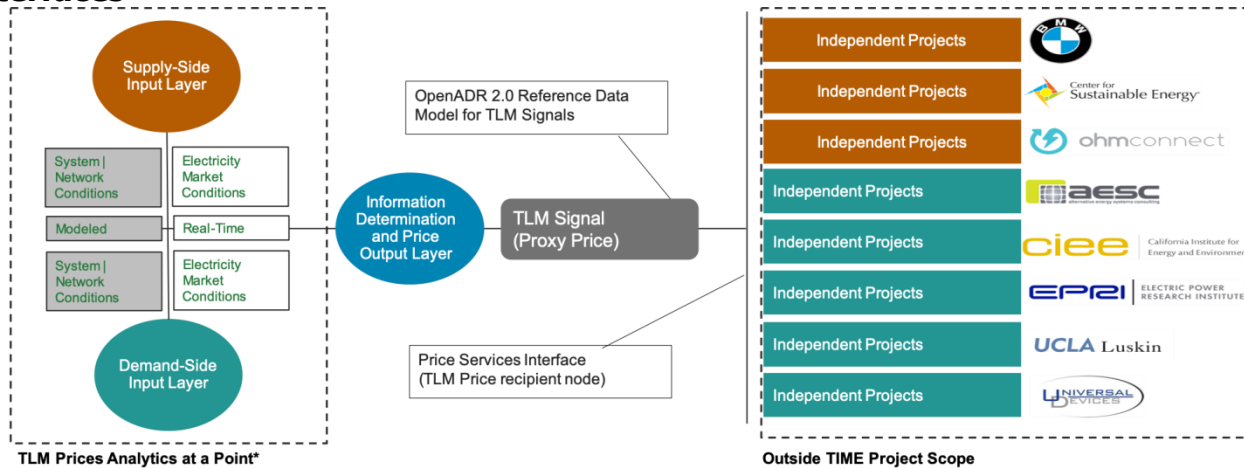 Supply-Side
Input Layer
System |
Network
Conditions
Electricity
Market
Conditions
Modeled
Real-Time
System |
Network
Conditions
Electricity
Market
Conditions
Demand-Side
Input Layer
TLM Prices Analytics at a Point*
Information
Determination
and Price
Output Layer
OpenADR 2.0 Reference Data
Model for TLM Signals
TLM Signal
(Proxy Price)
Price Services Interface
(TLM Price recipient node)
Independent Projects
BMW
Independent Projects
Center for
Sustainable Energy
Independent Projects
ohmconnect
Independent Projects
aesc
alternative energy systems consulting
Independent Projects
ciee
California Institute for
Energy and Environment
Independent Projects
EPRI
ELECTRIC POWER
RESEARCH INSTITUTE
Independent Projects
UCLA Luskin
Independent Projects
UNIVERSAL
DEVICES
Outside TIME Project Scope